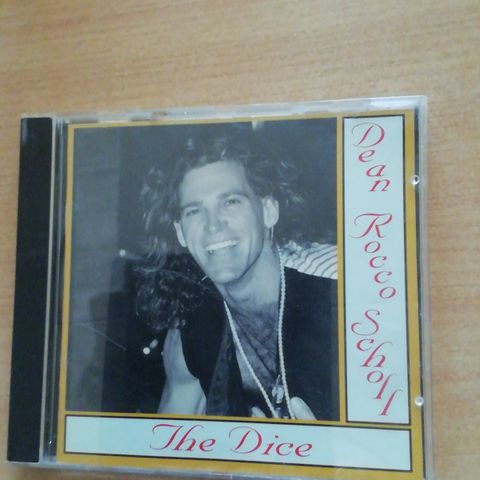 Dean Rocco Scholl
The Dice